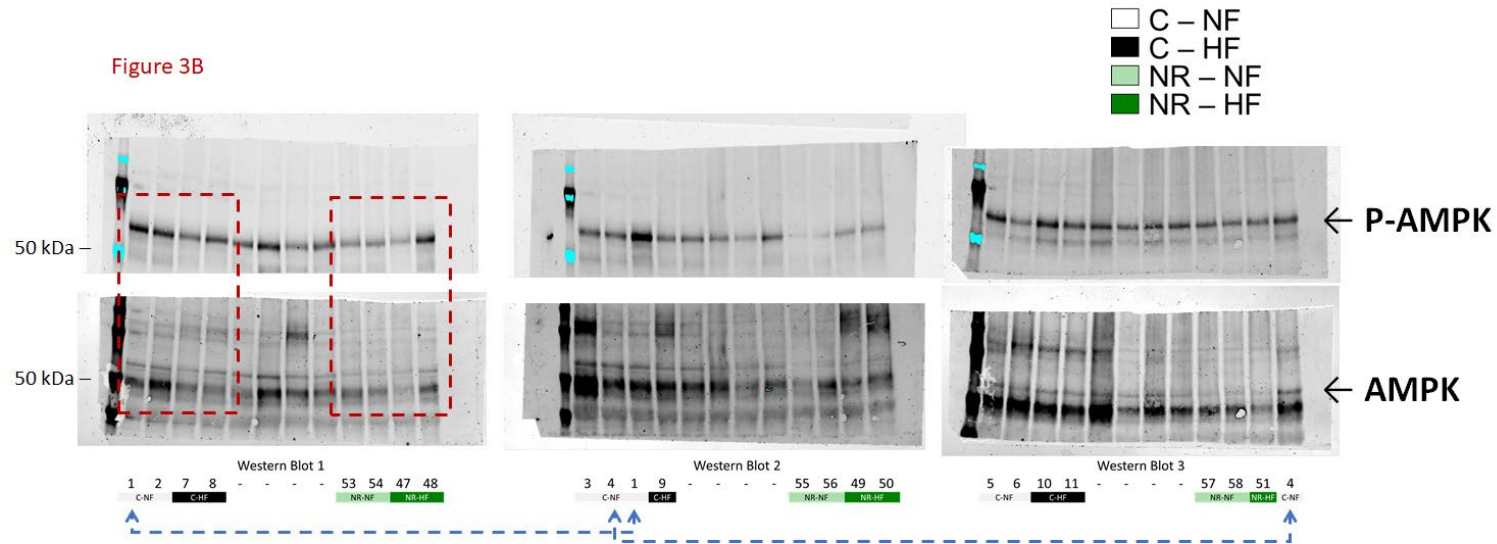 C – NF
C – HF
NR – NF
NR – HF
Figure 3B
50 kDa –
← P-AMPK
50 kDa –
← AMPK
Western Blot 1
1 2 7 8 - - - - 53 54 47 48
C-NF C-HF NR-NF NR-HF
Western Blot 2
3 4 1 9 - - - - 55 56 49 50
C-NF C-HF NR-NF NR-HF
Western Blot 3
5 6 10 11 - - - - 57 58 51 4
C-NF C-HF NR-NF NR-HF C-NF